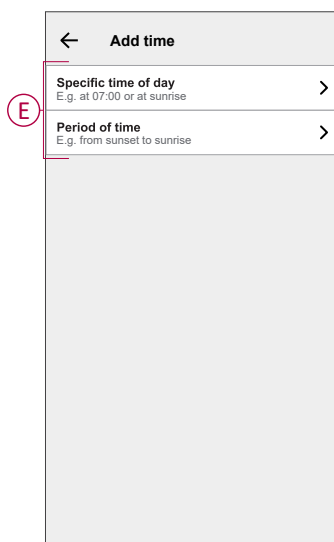 Add time
Specific time of day
E.g. at 07:00 or at sunrise
E
Period of time
E.g. from sunset to sunrise